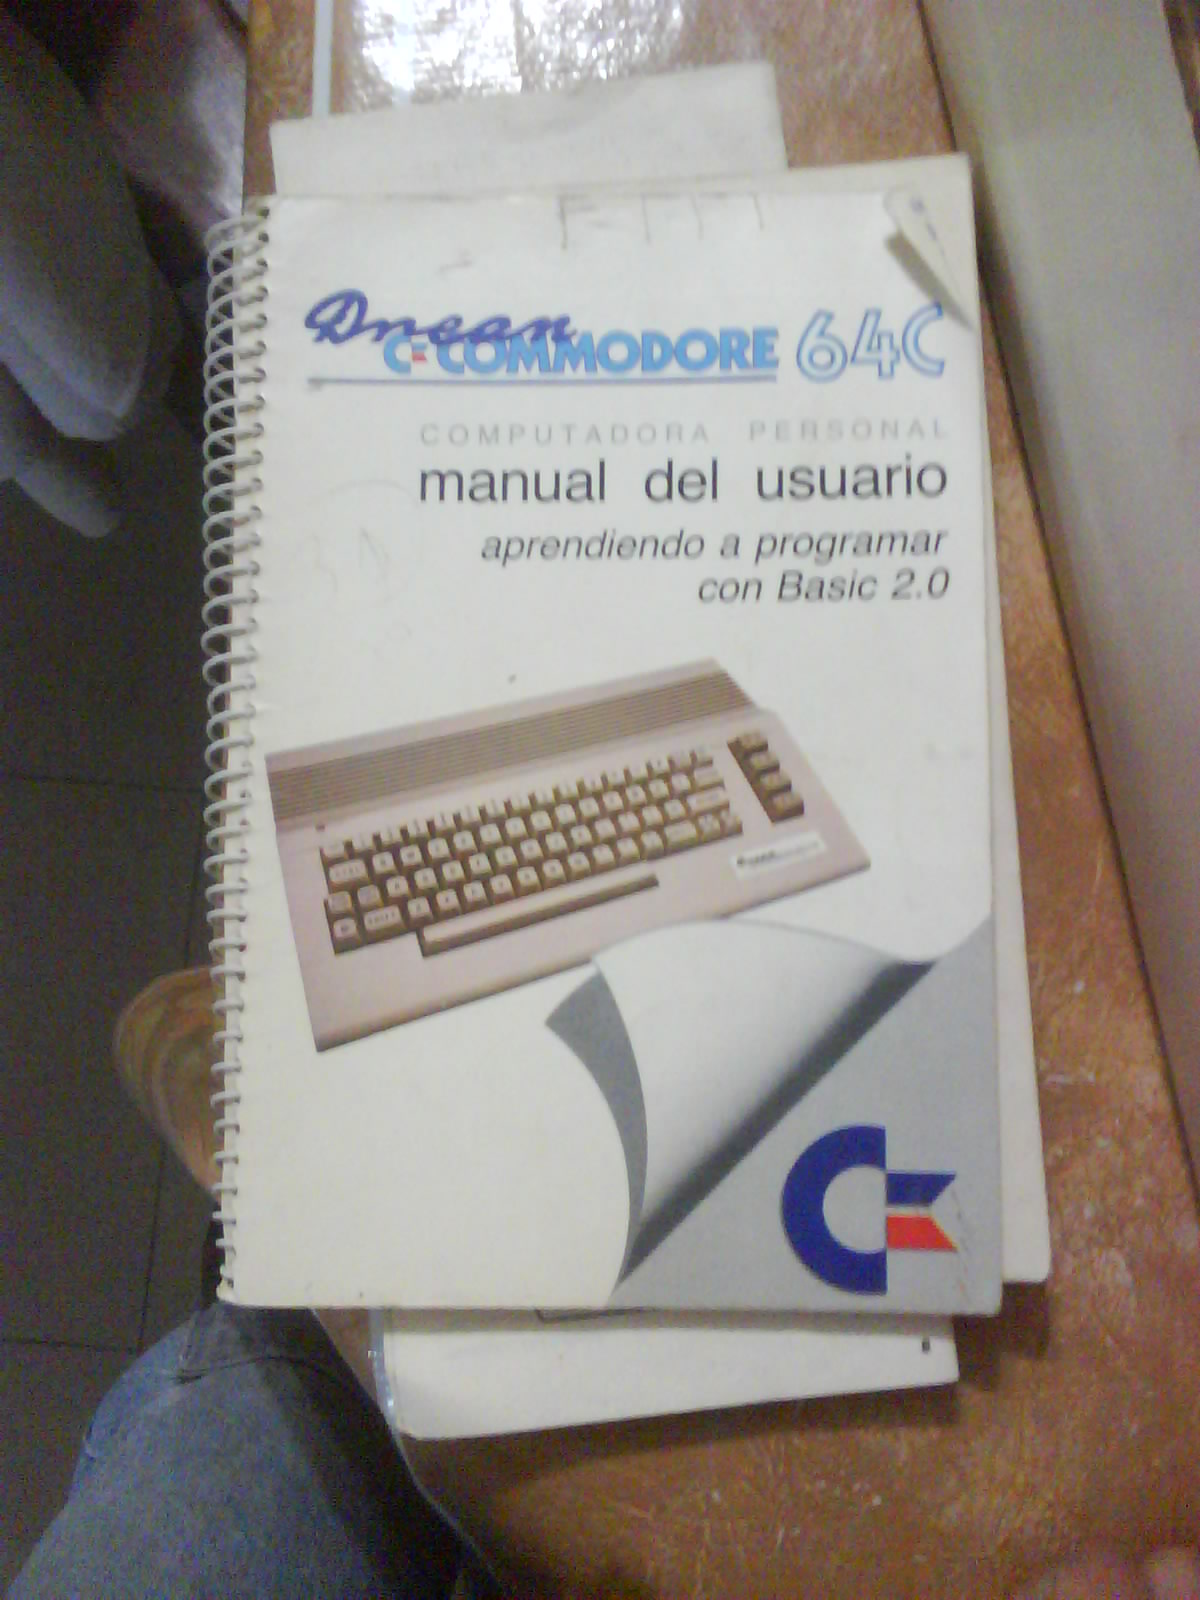 Drean
COMMODORE 64C
COMPUTADORA PERSONAL
manual del usuario
aprendiendo a programar
con Basic 2.0